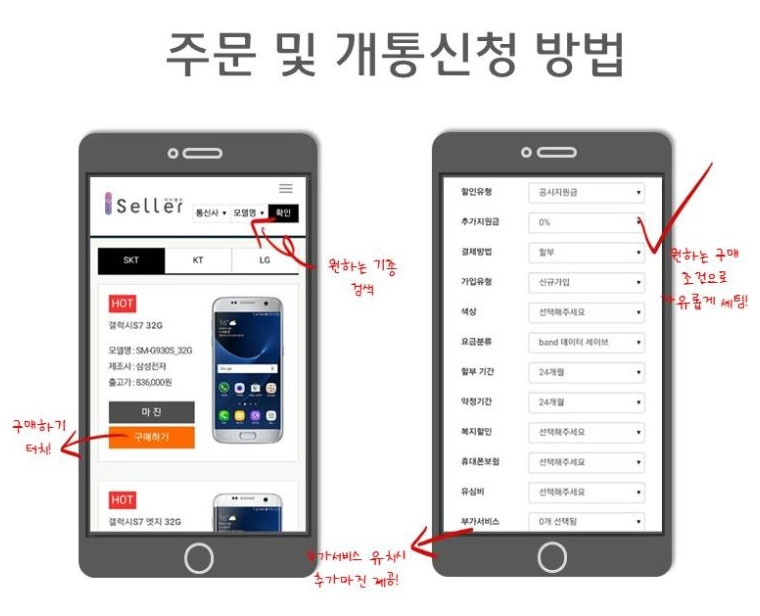 주문 및 개통신청 방법
iSeller
통신사 모델명 확인
SKT KT LG
원하는 기종
검색
HOT
갤럭시S7 32G
모델명 : SM-G930S_32G
제조사 : 삼성전자
출고가 : 836,000원
마 진
구매하기
구매하기
터치!
HOT
갤럭시S7 엣지 32G
할인유형 공시지원금
추가지원금 0%
결제방법 할부
가입유형 신규가입
색상 선택해주세요
요금분류 band 데이터 세이브
할부 기간 24개월
약정기간 24개월
복지할인 선택해주세요
휴대폰보험 선택해주세요
유심비 선택해주세요
부가서비스 0개 선택됨
원하는 구매
조건으로
자유롭게 세팅!
부가서비스 유치시
추가마진 제공!